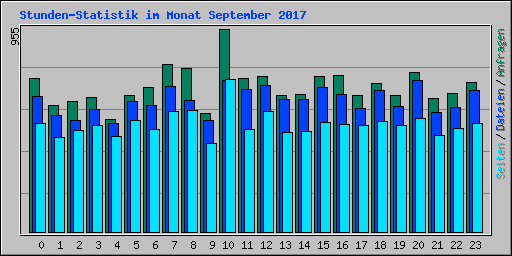 Stunden-Statistik im Monat September 2017
955
Seiten / Dateien / Anfragen
0 1 2 3 4 5 6 7 8 9 10 11 12 13 14 15 16 17 18 19 20 21 22 23